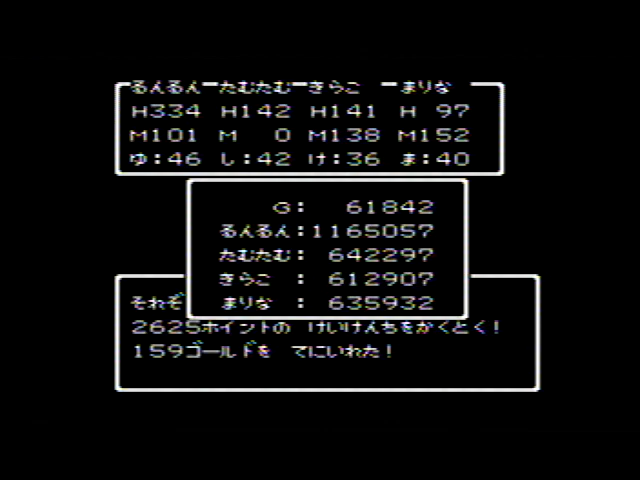 るんるん たむたむ きらこ まりな
H334 H142 H141 H 97
M101 M 0 M138 M152
ゆ:46 し:42 け:36 ま:40
G: 61842
るんるん:1165057
たむたむ: 642297
きらこ : 612907
まりな : 635932
それぞ
2625ポイントの けいけんちをかくとく!
159ゴールドを てにいれた!